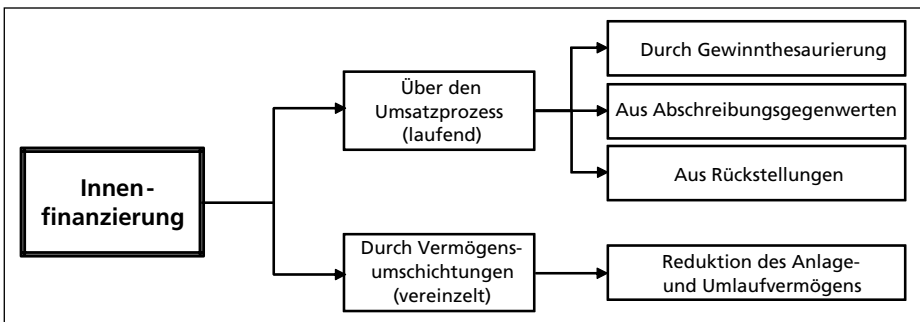 Innen-
finanzierung
Über den
Umsatzprozess
(laufend)
Durch Gewinnthesaurierung
Aus Abschreibungsgegenwerten
Aus Rückstellungen
Durch Vermögens-
umschichtungen
(vereinzelt)
Reduktion des Anlage-
und Umlaufvermögens